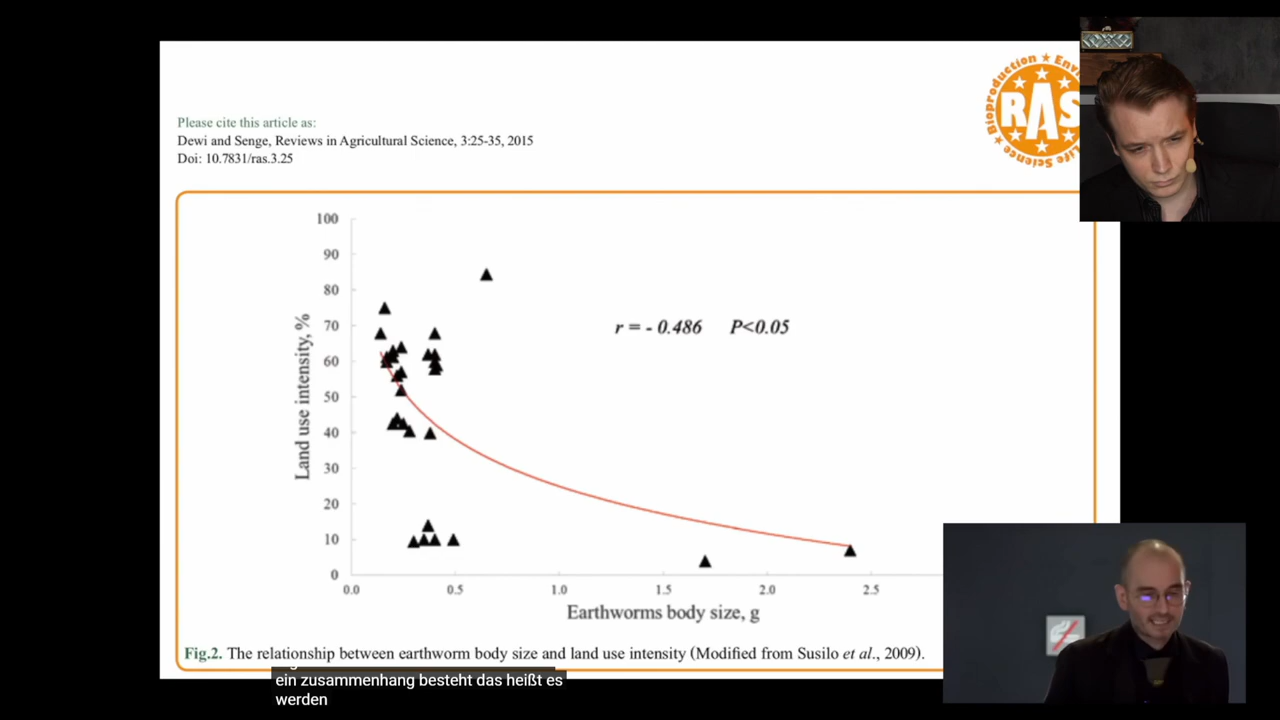 Please cite this article as:
Dewi and Senge, Reviews in Agricultural Science, 3:25-35, 2015
Doi: 10.7831/ras.3.25
Bioproduction ★ Envi
RAS
Life Science
100
90
80
70
60
50
40
30
20
10
0
Land use intensity, %
r = - 0.486 P<0.05
0.0 0.5 1.0 1.5 2.0 2.5
Earthworms body size, g
Fig.2. The relationship between earthworm body size and land use intensity (Modified from Susilo et al., 2009).
ein zusammenhang besteht das heißt es
werden